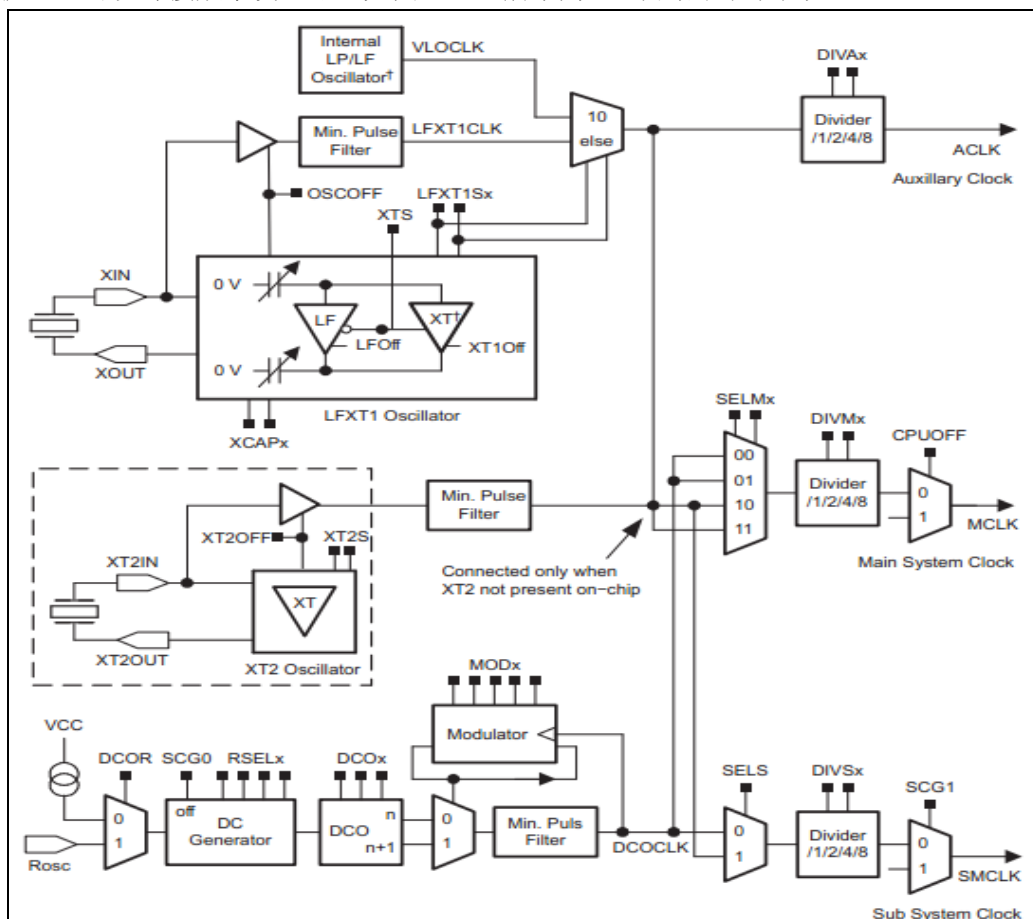 Internal
LP/LF
Oscillator†
VLOCLK
DIVAx
10
else
Divider
/1/2/4/8
ACLK
Auxillary Clock
Min. Pulse
Filter
LFXT1CLK
OSCOFF
LFXT1Sx
XTS
XIN
0 V
LF
XT†
LFOff
XT1Off
XOUT
0 V
LFXT1 Oscillator
XCAPx
SELMx
DIVMx
CPUOFF
00
01
10
11
Divider
/1/2/4/8
0
1
MCLK
Main System Clock
Min. Pulse
Filter
Connected only when
XT2 not present on−chip
XT2OFF
XT2S
XT2IN
XT
XT2OUT
XT2 Oscillator
MODx
Modulator
VCC
DCOR
SCG0
RSELx
DCOx
0
1
off
DC
Generator
DCO
n
n+1
0
1
Min. Puls
Filter
DCOCLK
Rosc
SELS
DIVSx
SCG1
0
1
Divider
/1/2/4/8
0
1
SMCLK
Sub System Clock